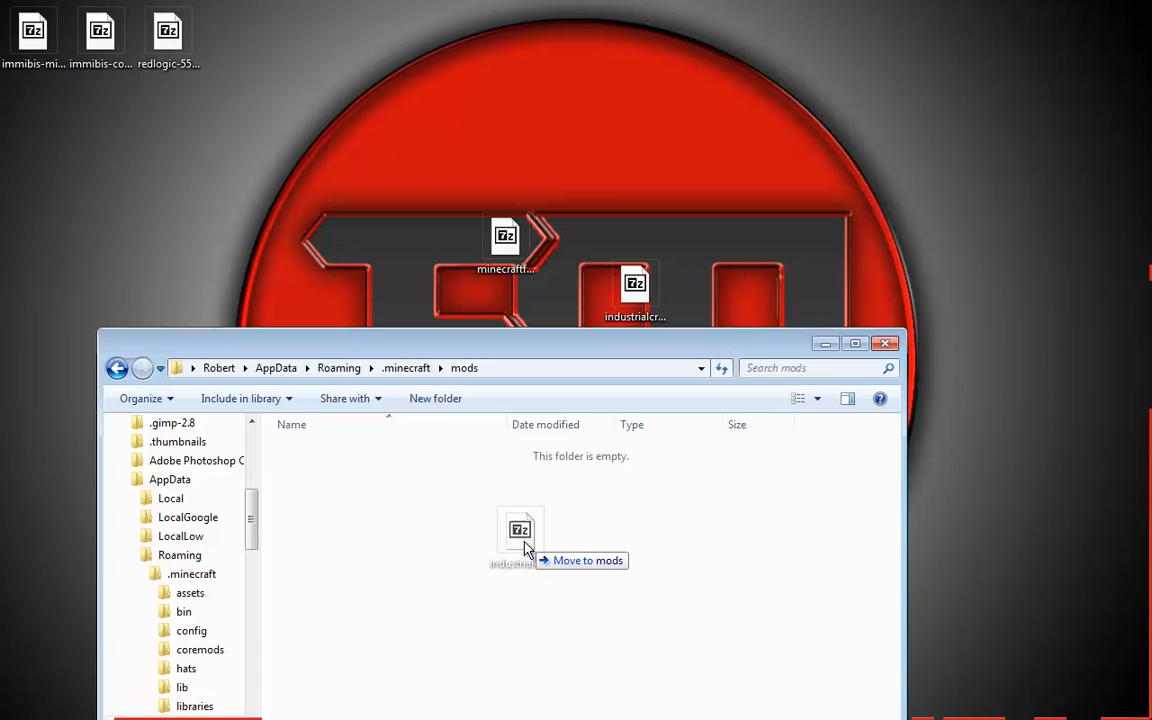 immibis-mi... immibis-co... redlogic-55...
minecraftf...
industrialcr...
Robert AppData Roaming .minecraft mods
Search mods
Organize Include in library Share with New folder
Name Date modified Type Size
.gimp-2.8
.thumbnails
Adobe Photoshop C
AppData
Local
LocalGoogle
LocalLow
Roaming
.minecraft
assets
bin
config
coremods
hats
lib
libraries
This folder is empty.
7z
industrial
Move to mods